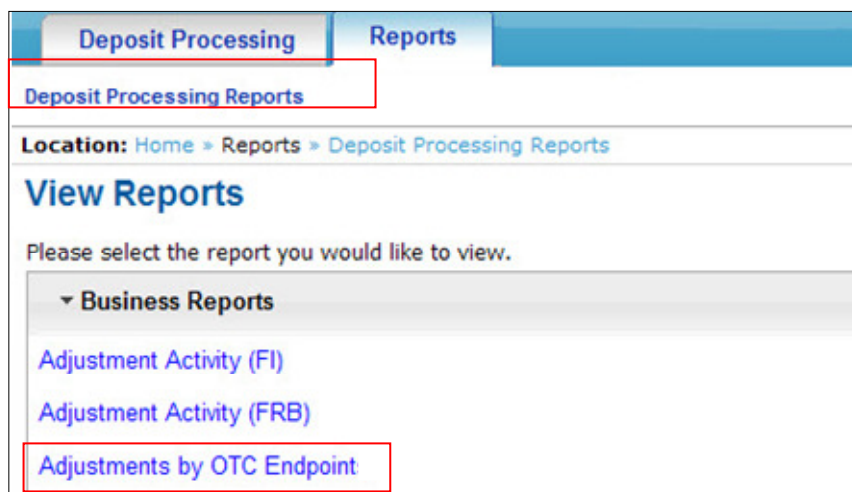 Deposit Processing Reports
Deposit Processing Reports
Location: Home » Reports » Deposit Processing Reports
View Reports
Please select the report you would like to view.
Business Reports
Adjustment Activity (FI)
Adjustment Activity (FRB)
Adjustments by OTC Endpoint